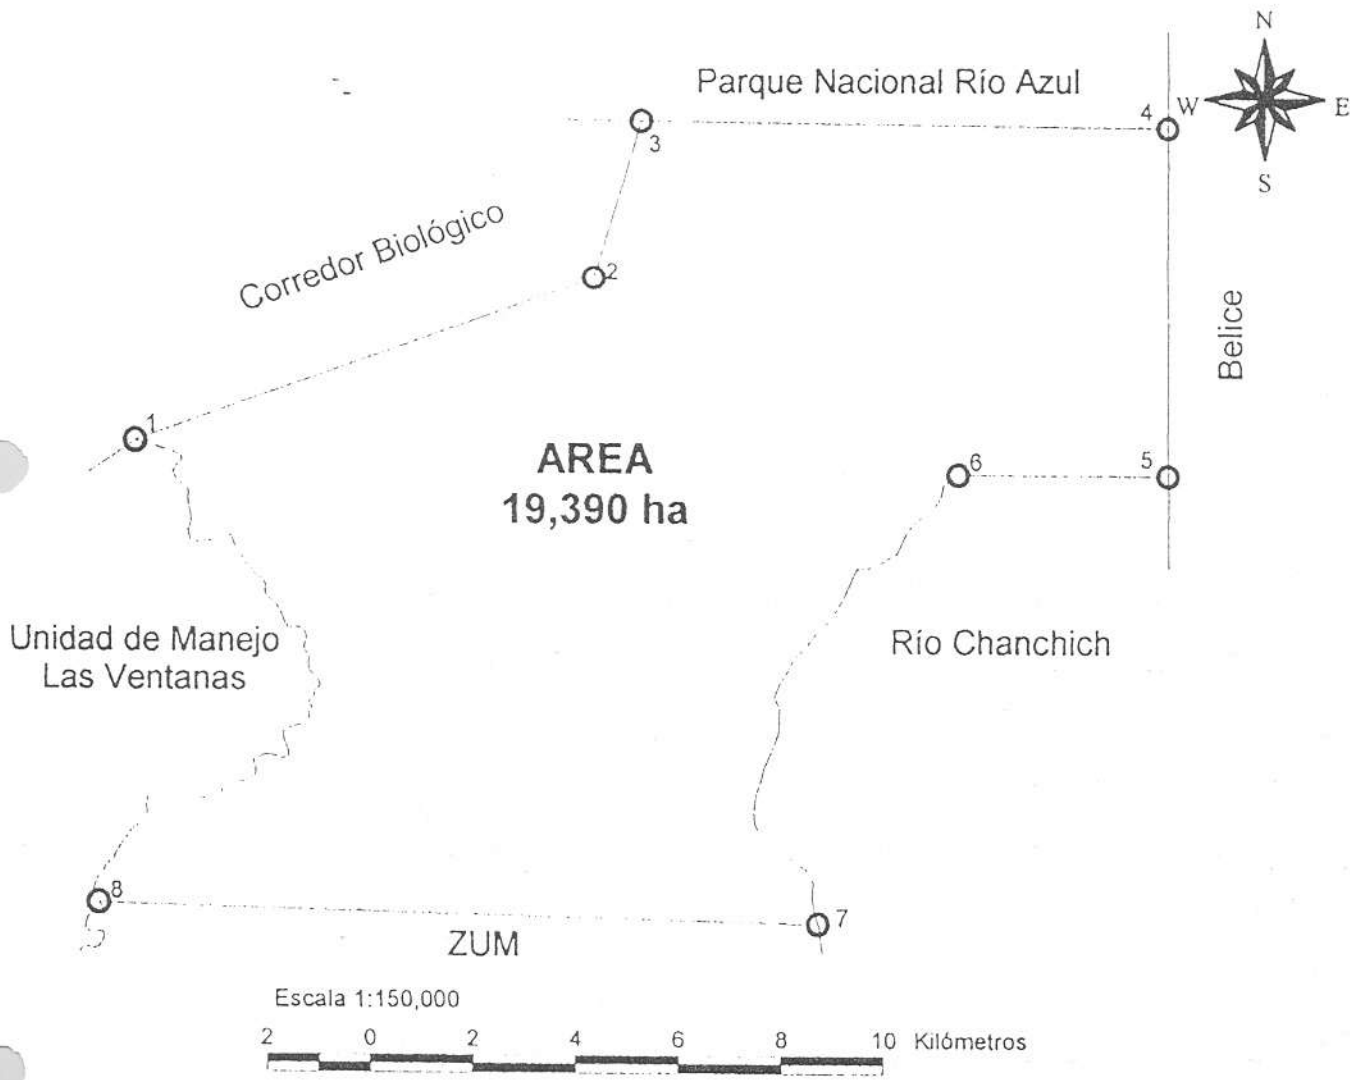 N
Parque Nacional Río Azul
4
W
E
3
S
Corredor Biológico
2
Belice
1
AREA
19,390 ha
6
5
Unidad de Manejo
Las Ventanas
Río Chanchich
8
7
ZUM
Escala 1:150,000
2 0 2 4 6 8 10 Kilómetros